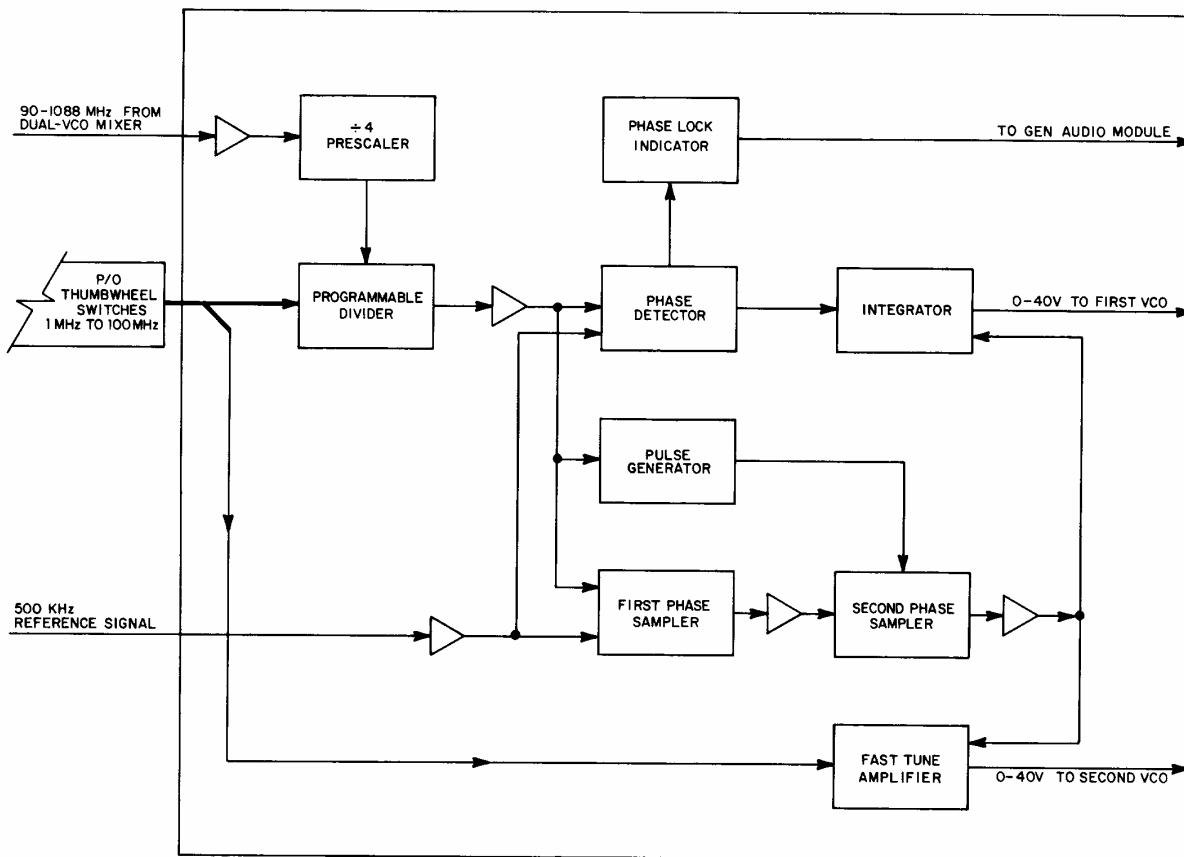 90-1088 MHz FROM
DUAL-VCO MIXER
÷4
PRESCALER
PHASE LOCK
INDICATOR
TO GEN AUDIO MODULE
P/O
THUMBWHEEL
SWITCHES
1 MHz TO 100MHz
PROGRAMMABLE
DIVIDER
PHASE
DETECTOR
INTEGRATOR
0-40V TO FIRST VCO
PULSE
GENERATOR
500 KHz
REFERENCE SIGNAL
FIRST PHASE
SAMPLER
SECOND PHASE
SAMPLER
FAST TUNE
AMPLIFIER
0-40V TO SECOND VCO